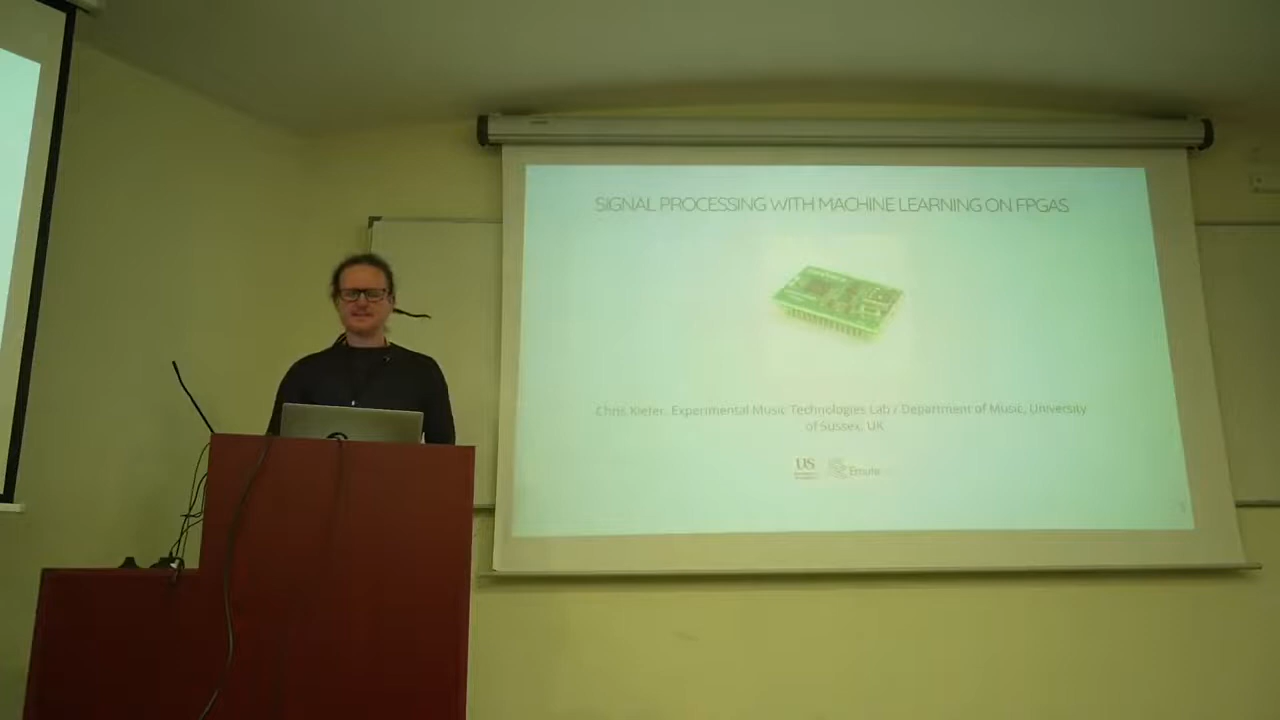 SIGNAL PROCESSING WITH MACHINE LEARNING ON FPGAS
Chris Kiefer, Experimental Music Technologies Lab / Department of Music, University
of Sussex, UK
US
Emute